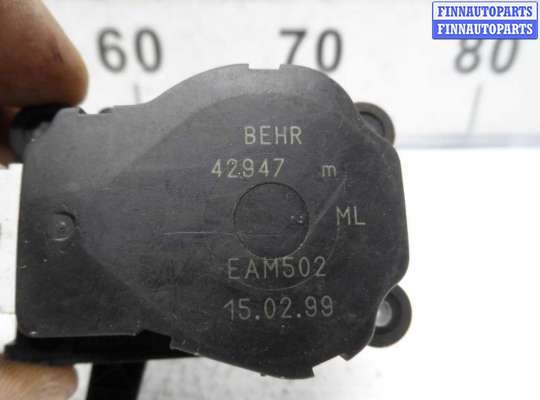 FINNAUTOPARTS
FINNAUTOPARTS
60 70 80
BEHR
42947 m
ML
EAM502
15.02.99